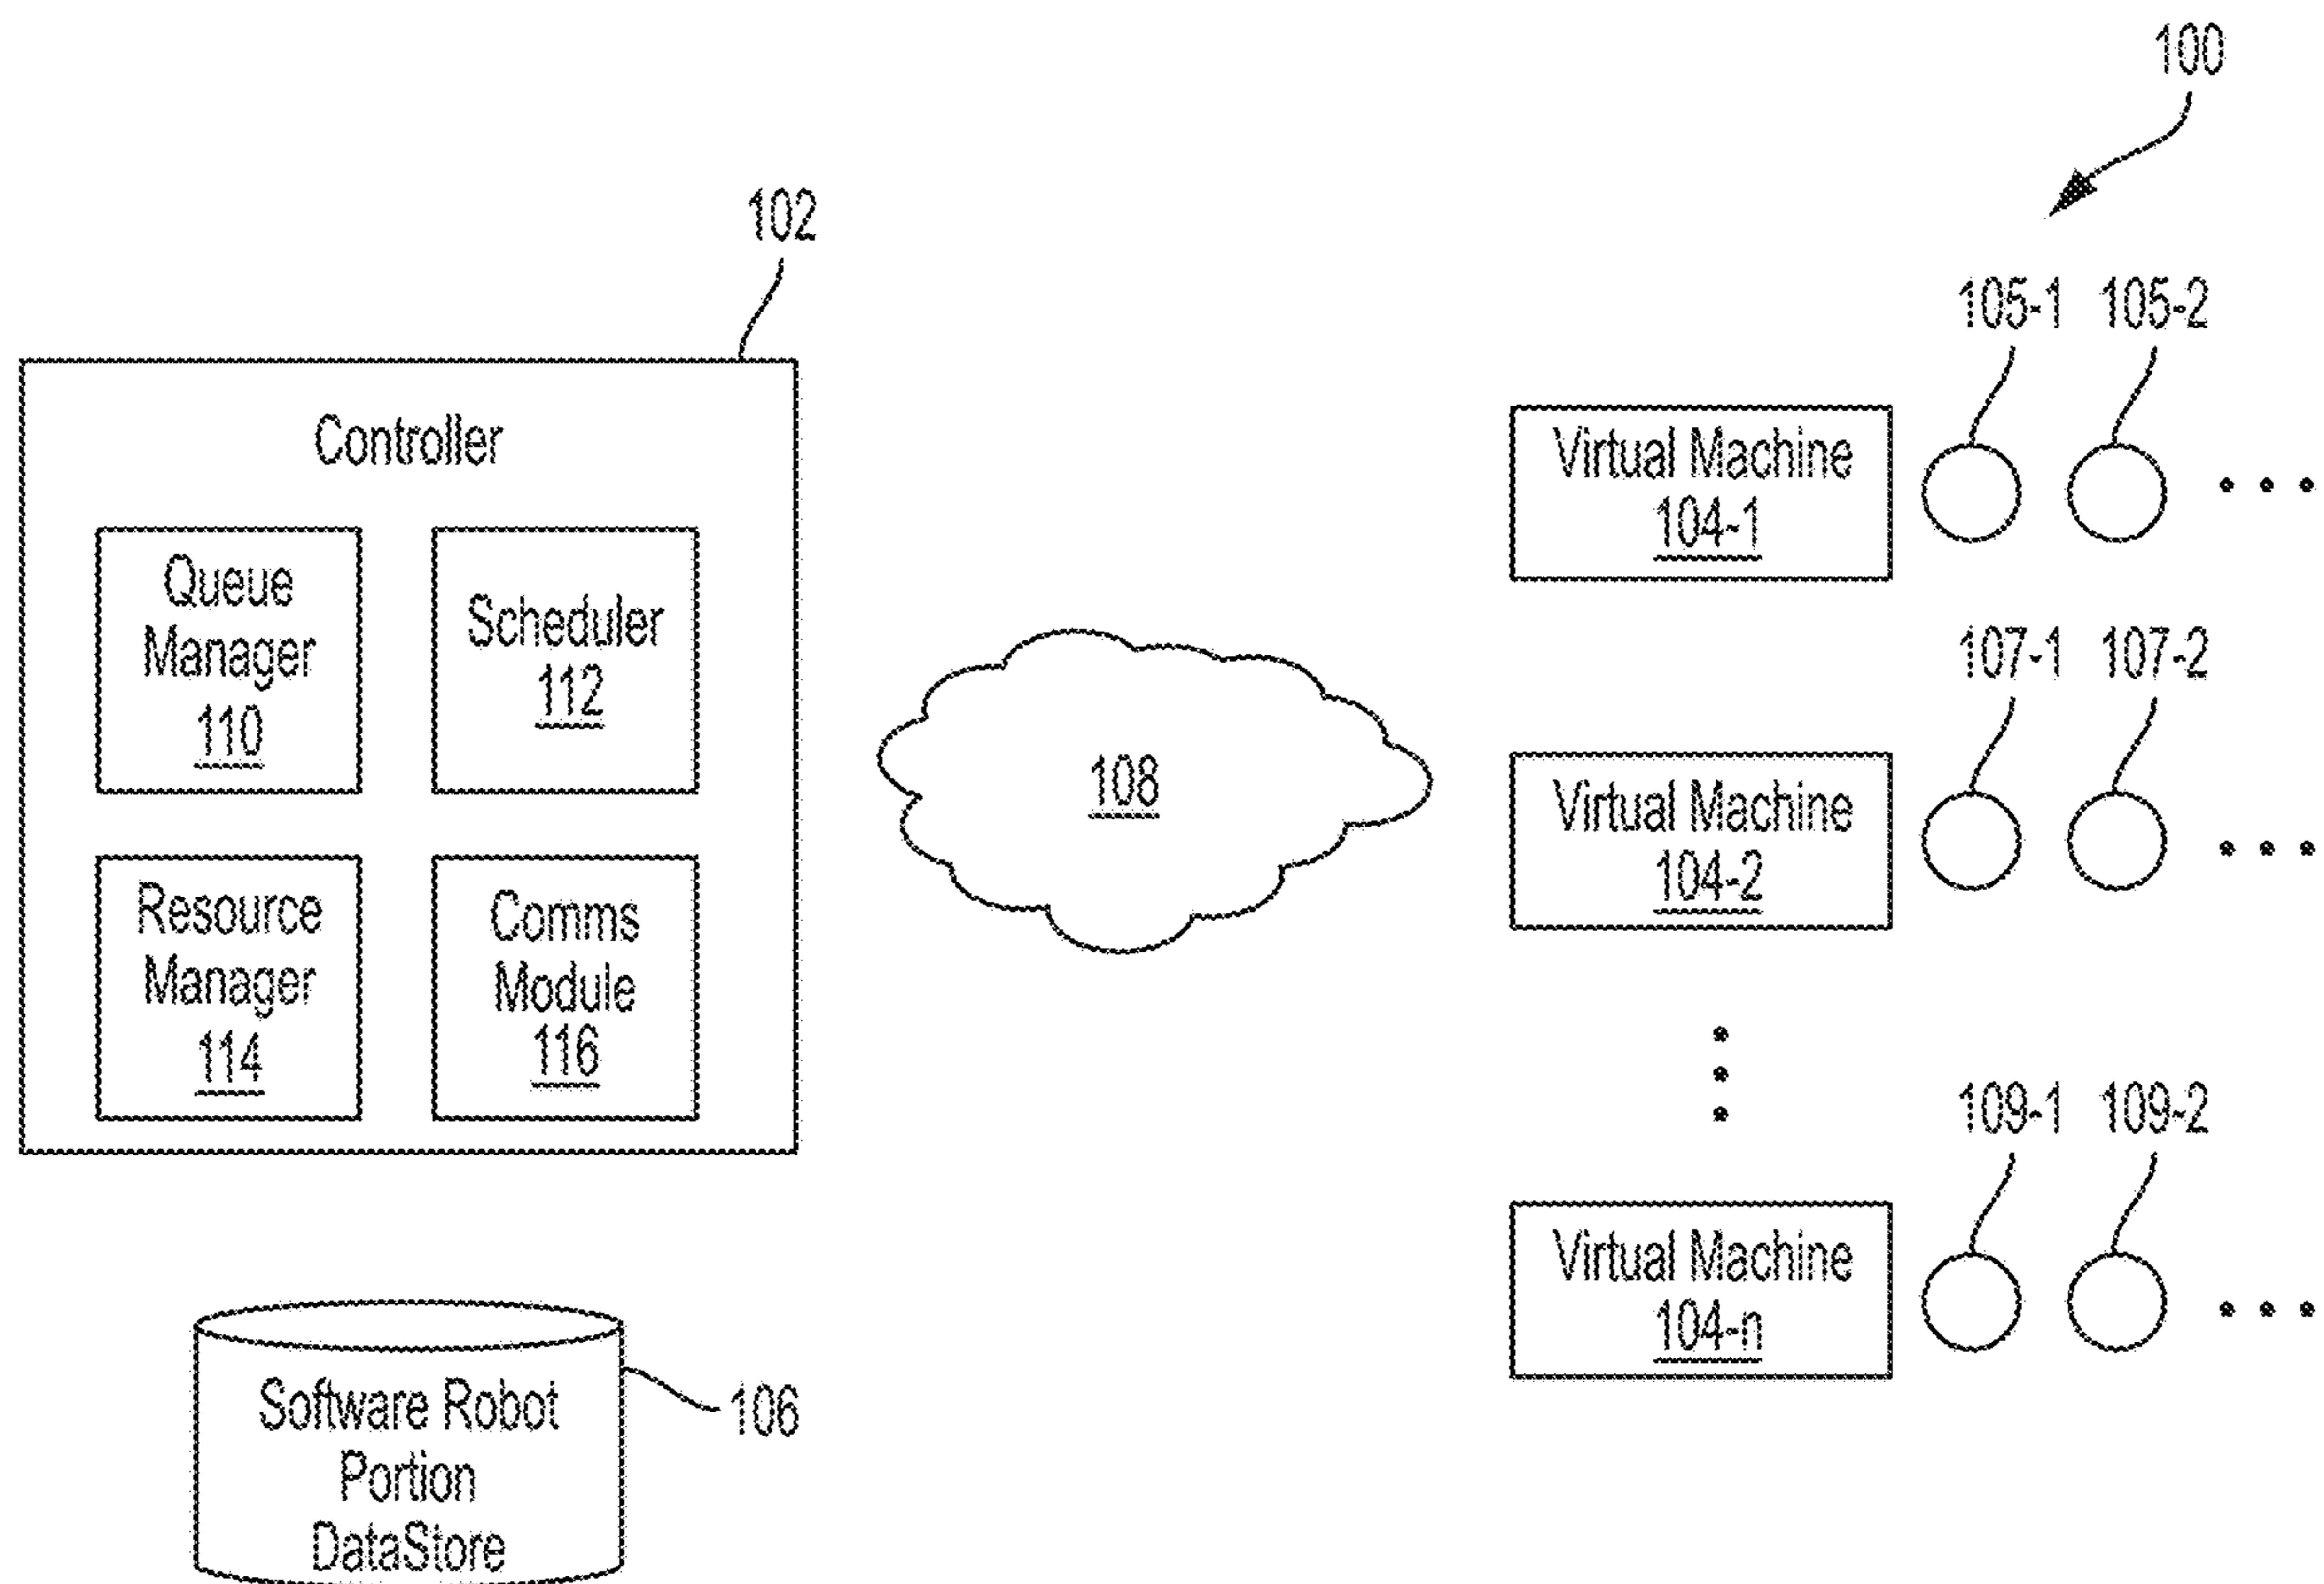 100
102
105-1 105-2
Controller
Virtual Machine
104-1
Queue
Manager
110
Scheduler
112
107-1 107-2
108
Virtual Machine
104-2
Resource
Manager
114
Comms
Module
116
109-1 109-2
Virtual Machine
104-n
Software Robot
Portion
DataStore
106